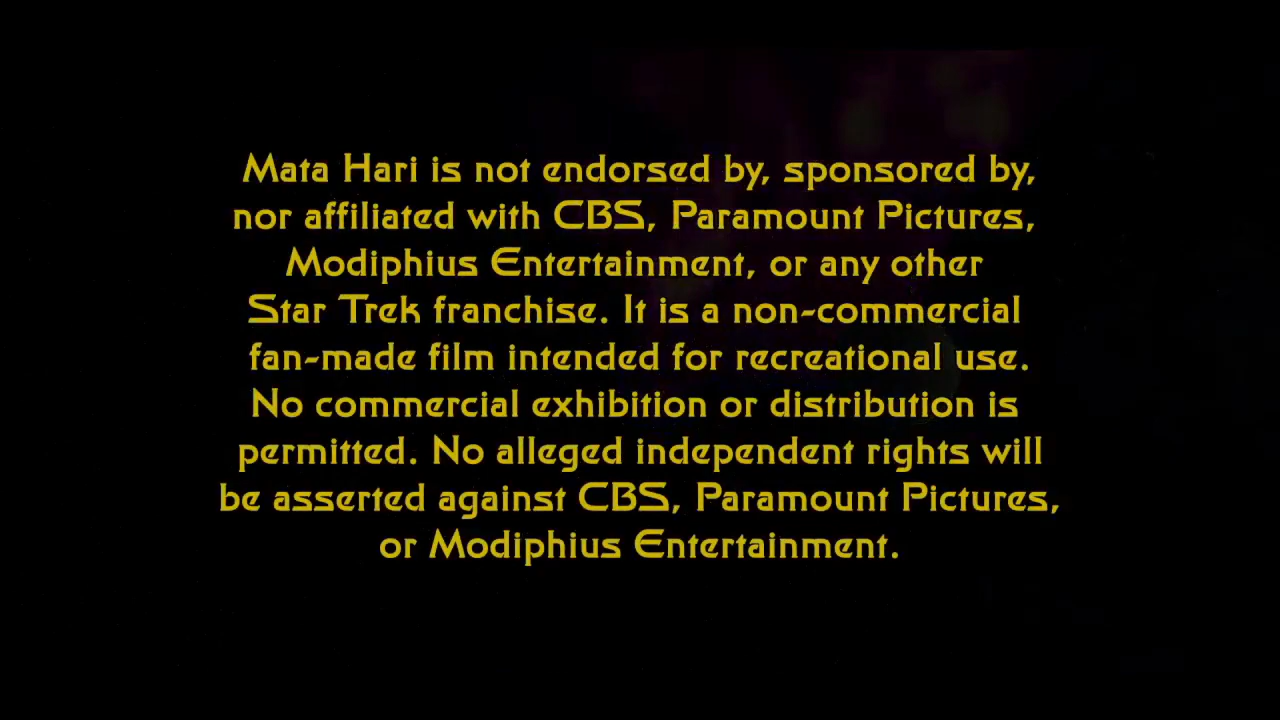 Mata Hari is not endorsed by, sponsored by,
nor affiliated with CBS, Paramount Pictures,
Modiphius Entertainment, or any other
Star Trek franchise. It is a non-commercial
fan-made film intended for recreational use.
No commercial exhibition or distribution is
permitted. No alleged independent rights will
be asserted against CBS, Paramount Pictures,
or Modiphius Entertainment.